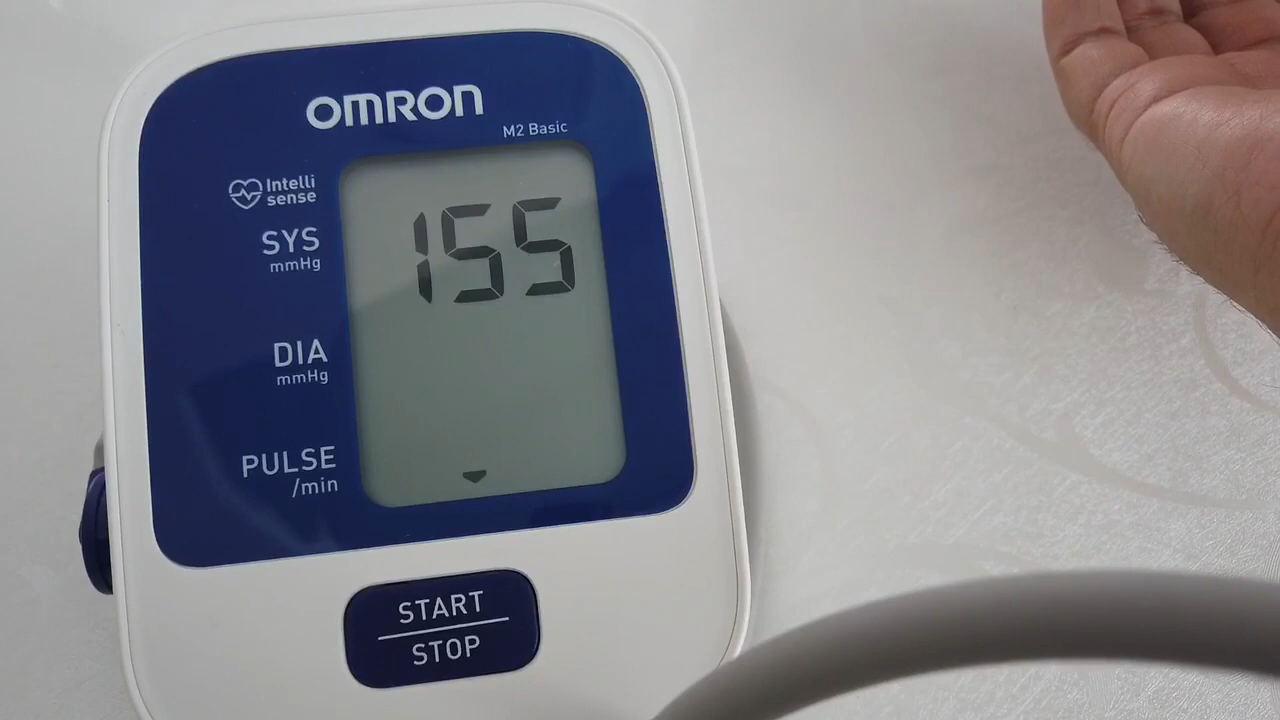 OMRON
M2 Basic
Intelli
sense
SYS
mmHg
155
DIA
mmHg
PULSE
/min
START
STOP